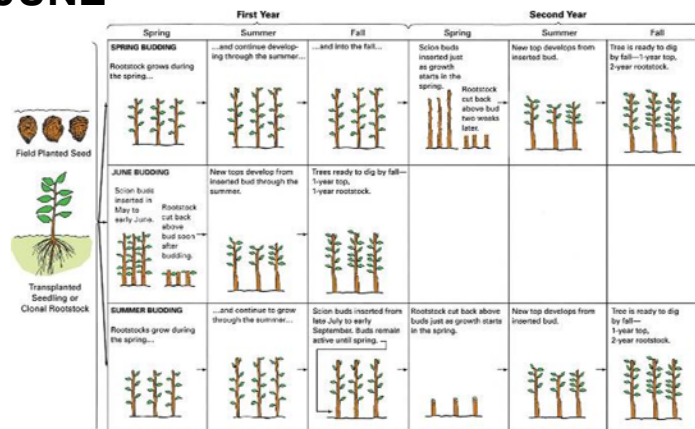 JUNE
First Year
Second Year
Spring
Summer
Fall
Spring
Summer
Fall
Field Planted Seed
Transplanted
Seedling or
Clonal Rootstock
SPRING BUDDING
Rootstock grows during
the spring...
...and continue develop-
ing through the summer...
...and into the fall...
Scion buds
inserted just
as growth
starts in the
spring.
Rootstock
cut back
above bud
two weeks
later.
New top develops from
inserted bud.
Tree is ready to dig
by fall—1-year top,
2-year rootstock.
JUNE BUDDING
Scion buds
inserted in
May to
early June.
Rootstock
cut back
above
bud soon
after
budding.
New tops develop from
inserted bud through the
summer.
Trees ready to dig by fall—
1-year top,
1-year rootstock.
SUMMER BUDDING
Rootstocks grow during
the spring...
...and continue to grow
through the summer...
Scion buds inserted from
late July to early
September. Buds remain
active until spring.
Rootstock cut back above
buds just as growth starts
in the spring.
New top develops from
inserted bud.
Tree is ready to dig
by fall—
1-year top,
2-year rootstock.